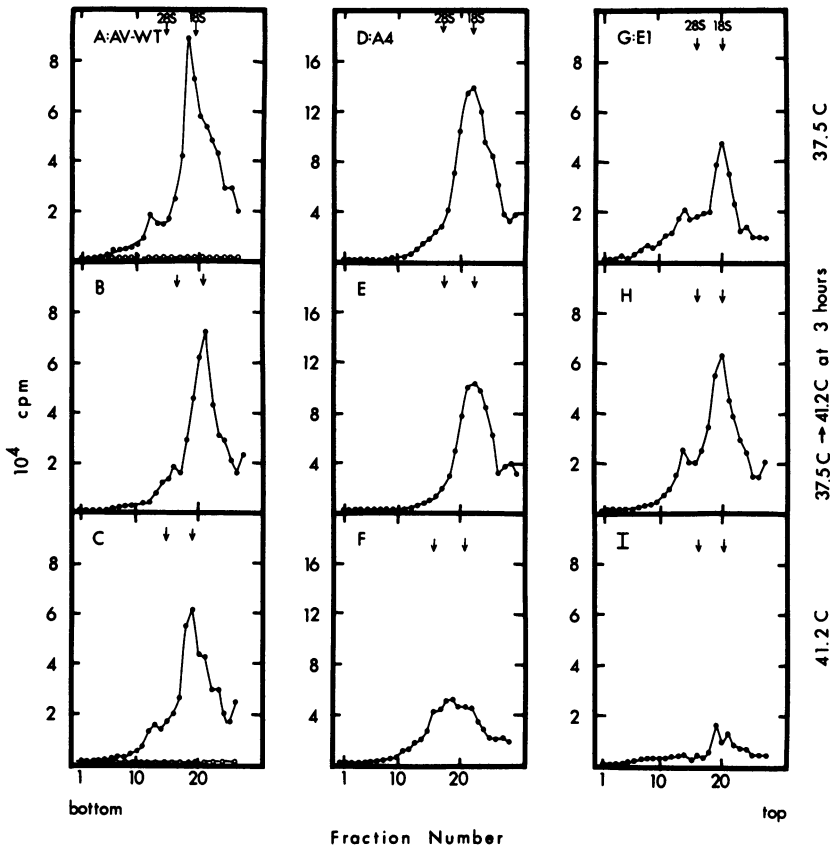 28S 18S
A:AV-WT
28S 18S
D:A4
28S 18S
G:E1
8
6
4
2
16
12
8
4
8
6
4
2
37.5 C
B
E
H
8
6
4
2
16
12
8
4
8
6
4
2
10⁴ cpm
37.5 C → 41.2 C at 3 hours
C
F
I
8
6
4
2
16
12
8
4
8
6
4
2
41.2 C
1 10 20
1 10 20
1 10 20
bottom
top
Fraction Number